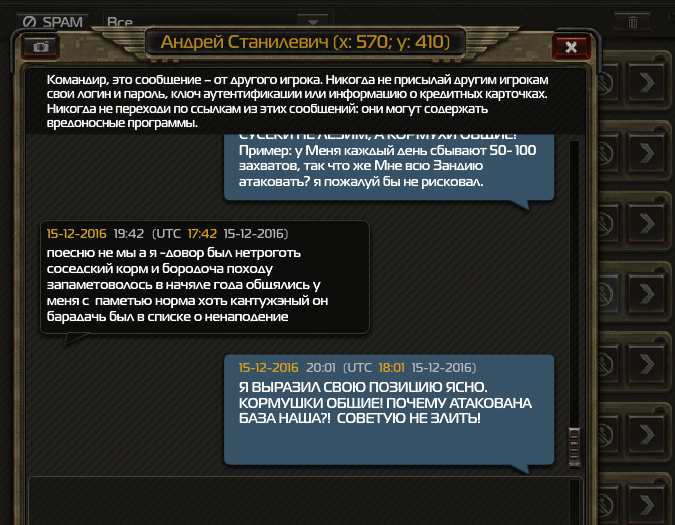 SPAM
Все
Андрей Станилевич (x: 570; y: 410)
Командир, это сообщение – от другого игрока. Никогда не присылай другим игрокам
свои логин и пароль, ключ аутентификации или информацию о кредитных карточках.
Никогда не переходи по ссылкам из этих сообщений: они могут содержать
вредоносные программы.
СУСЕКИ НЕ ЛЕЗИМ, А КОРМУХИ ОБЩИЕ!
Пример: у Меня каждый день сбывают 50-100
захватов, так что же Мне всю Зандию
атаковать? я пожалуй бы не рисковал.
15-12-2016 19:42 (UTC 17:42 15-12-2016)
поесню не мы а я -довор был нетроготь
соседский корм и бородоча походу
запаметоволось в начяле года общялись у
меня с паметью норма хоть кантужэный он
барадачь был в списке о ненаподение
15-12-2016 20:01 (UTC 18:01 15-12-2016)
Я ВЫРАЗИЛ СВОЮ ПОЗИЦИЮ ЯСНО.
КОРМУШКИ ОБЩИЕ! ПОЧЕМУ АТАКОВАНА
БАЗА НАША?! СОВЕТУЮ НЕ ЗЛИТЬ!